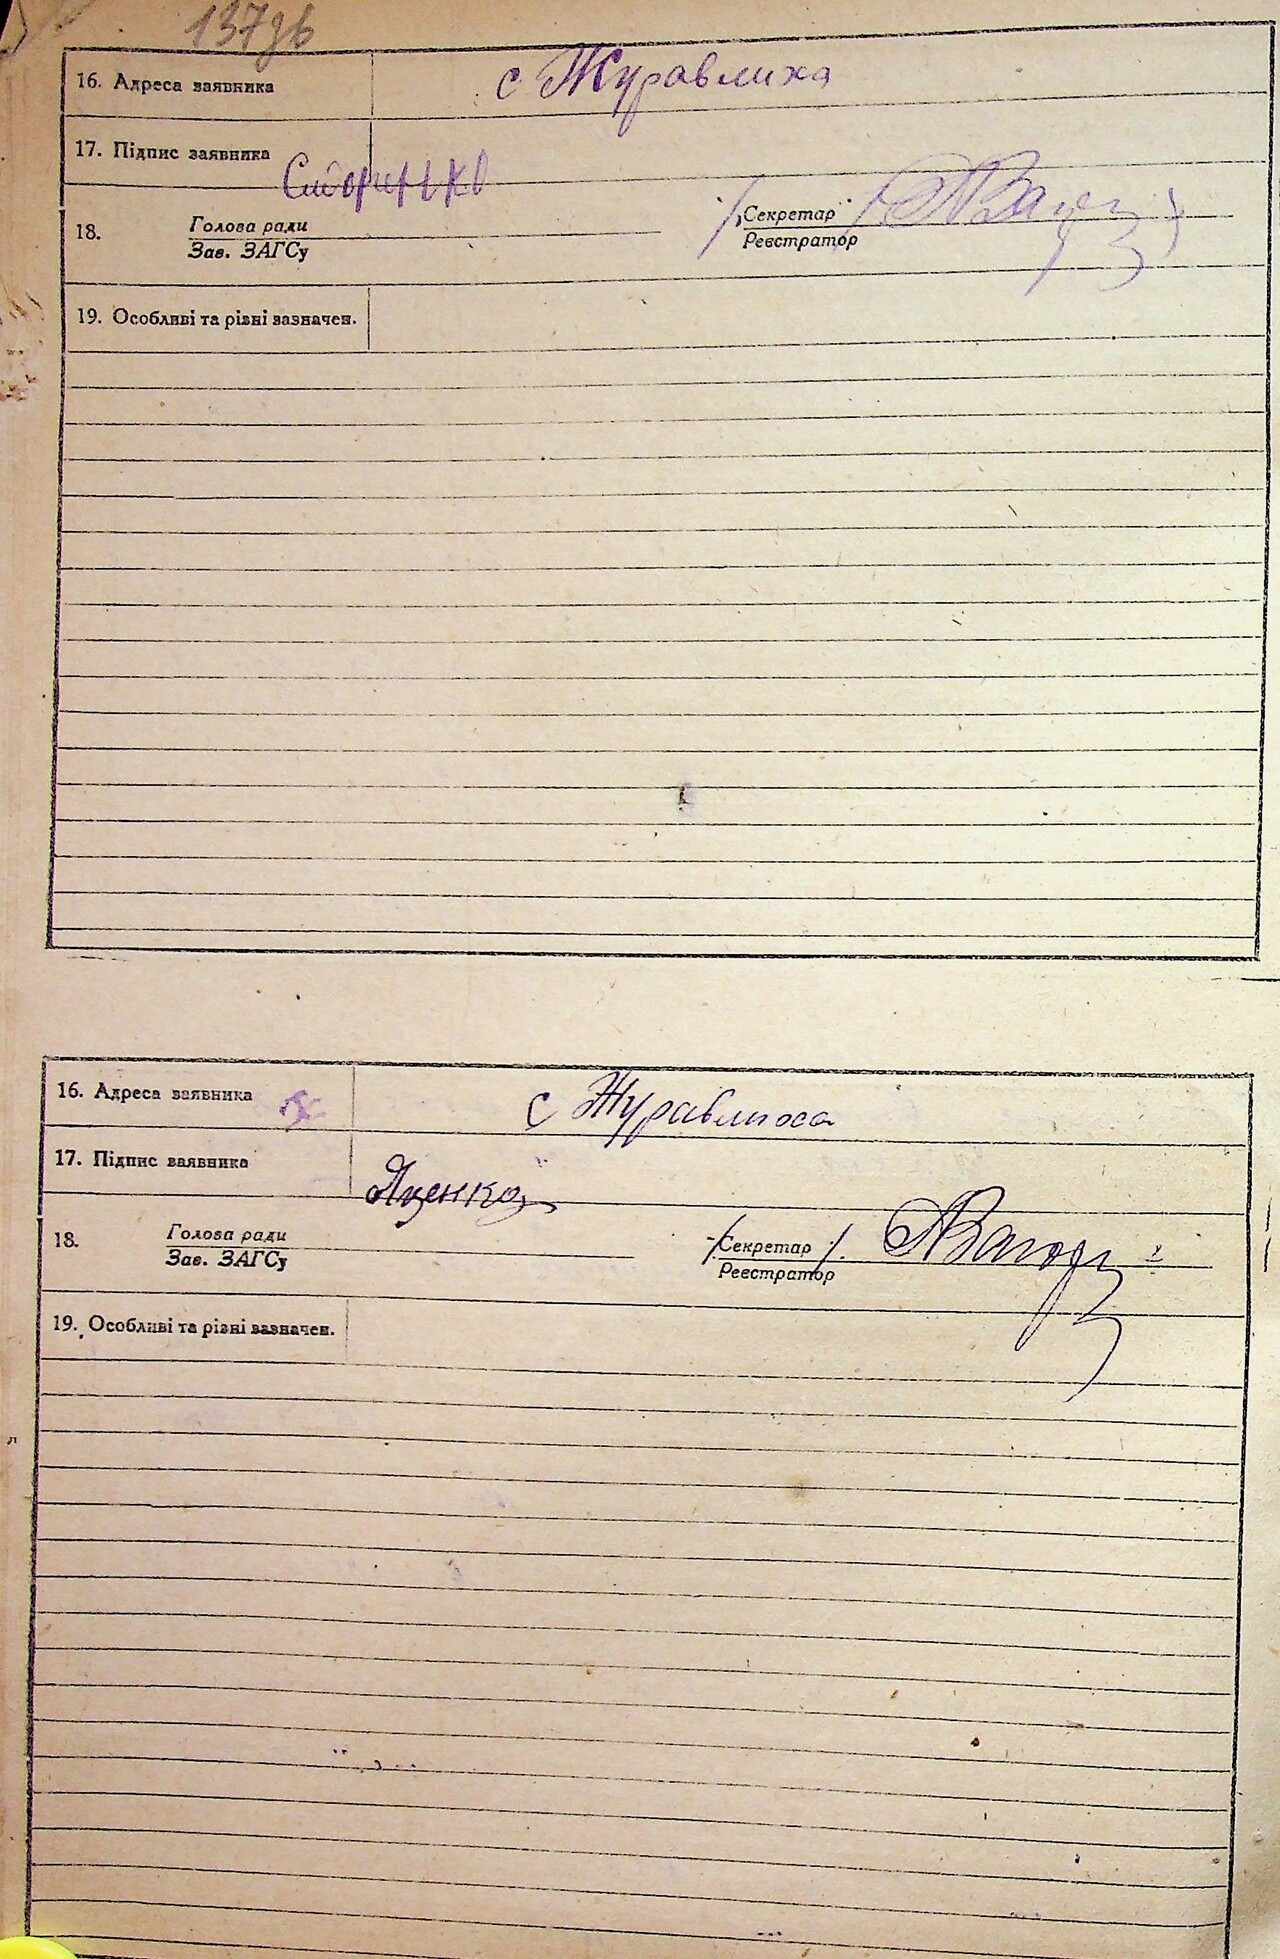 137зв
16. Адреса заявника с Журавлиха
17. Підпис заявника
18. Голова ради Секретар
Зав. ЗАГСу Реєстратор
19. Особливі та різні зазначен.
16. Адреса заявника с Журавлиха
17. Підпис заявника Яценко
18. Голова ради Секретар
Зав. ЗАГСу Реєстратор
19. Особливі та різні зазначен.